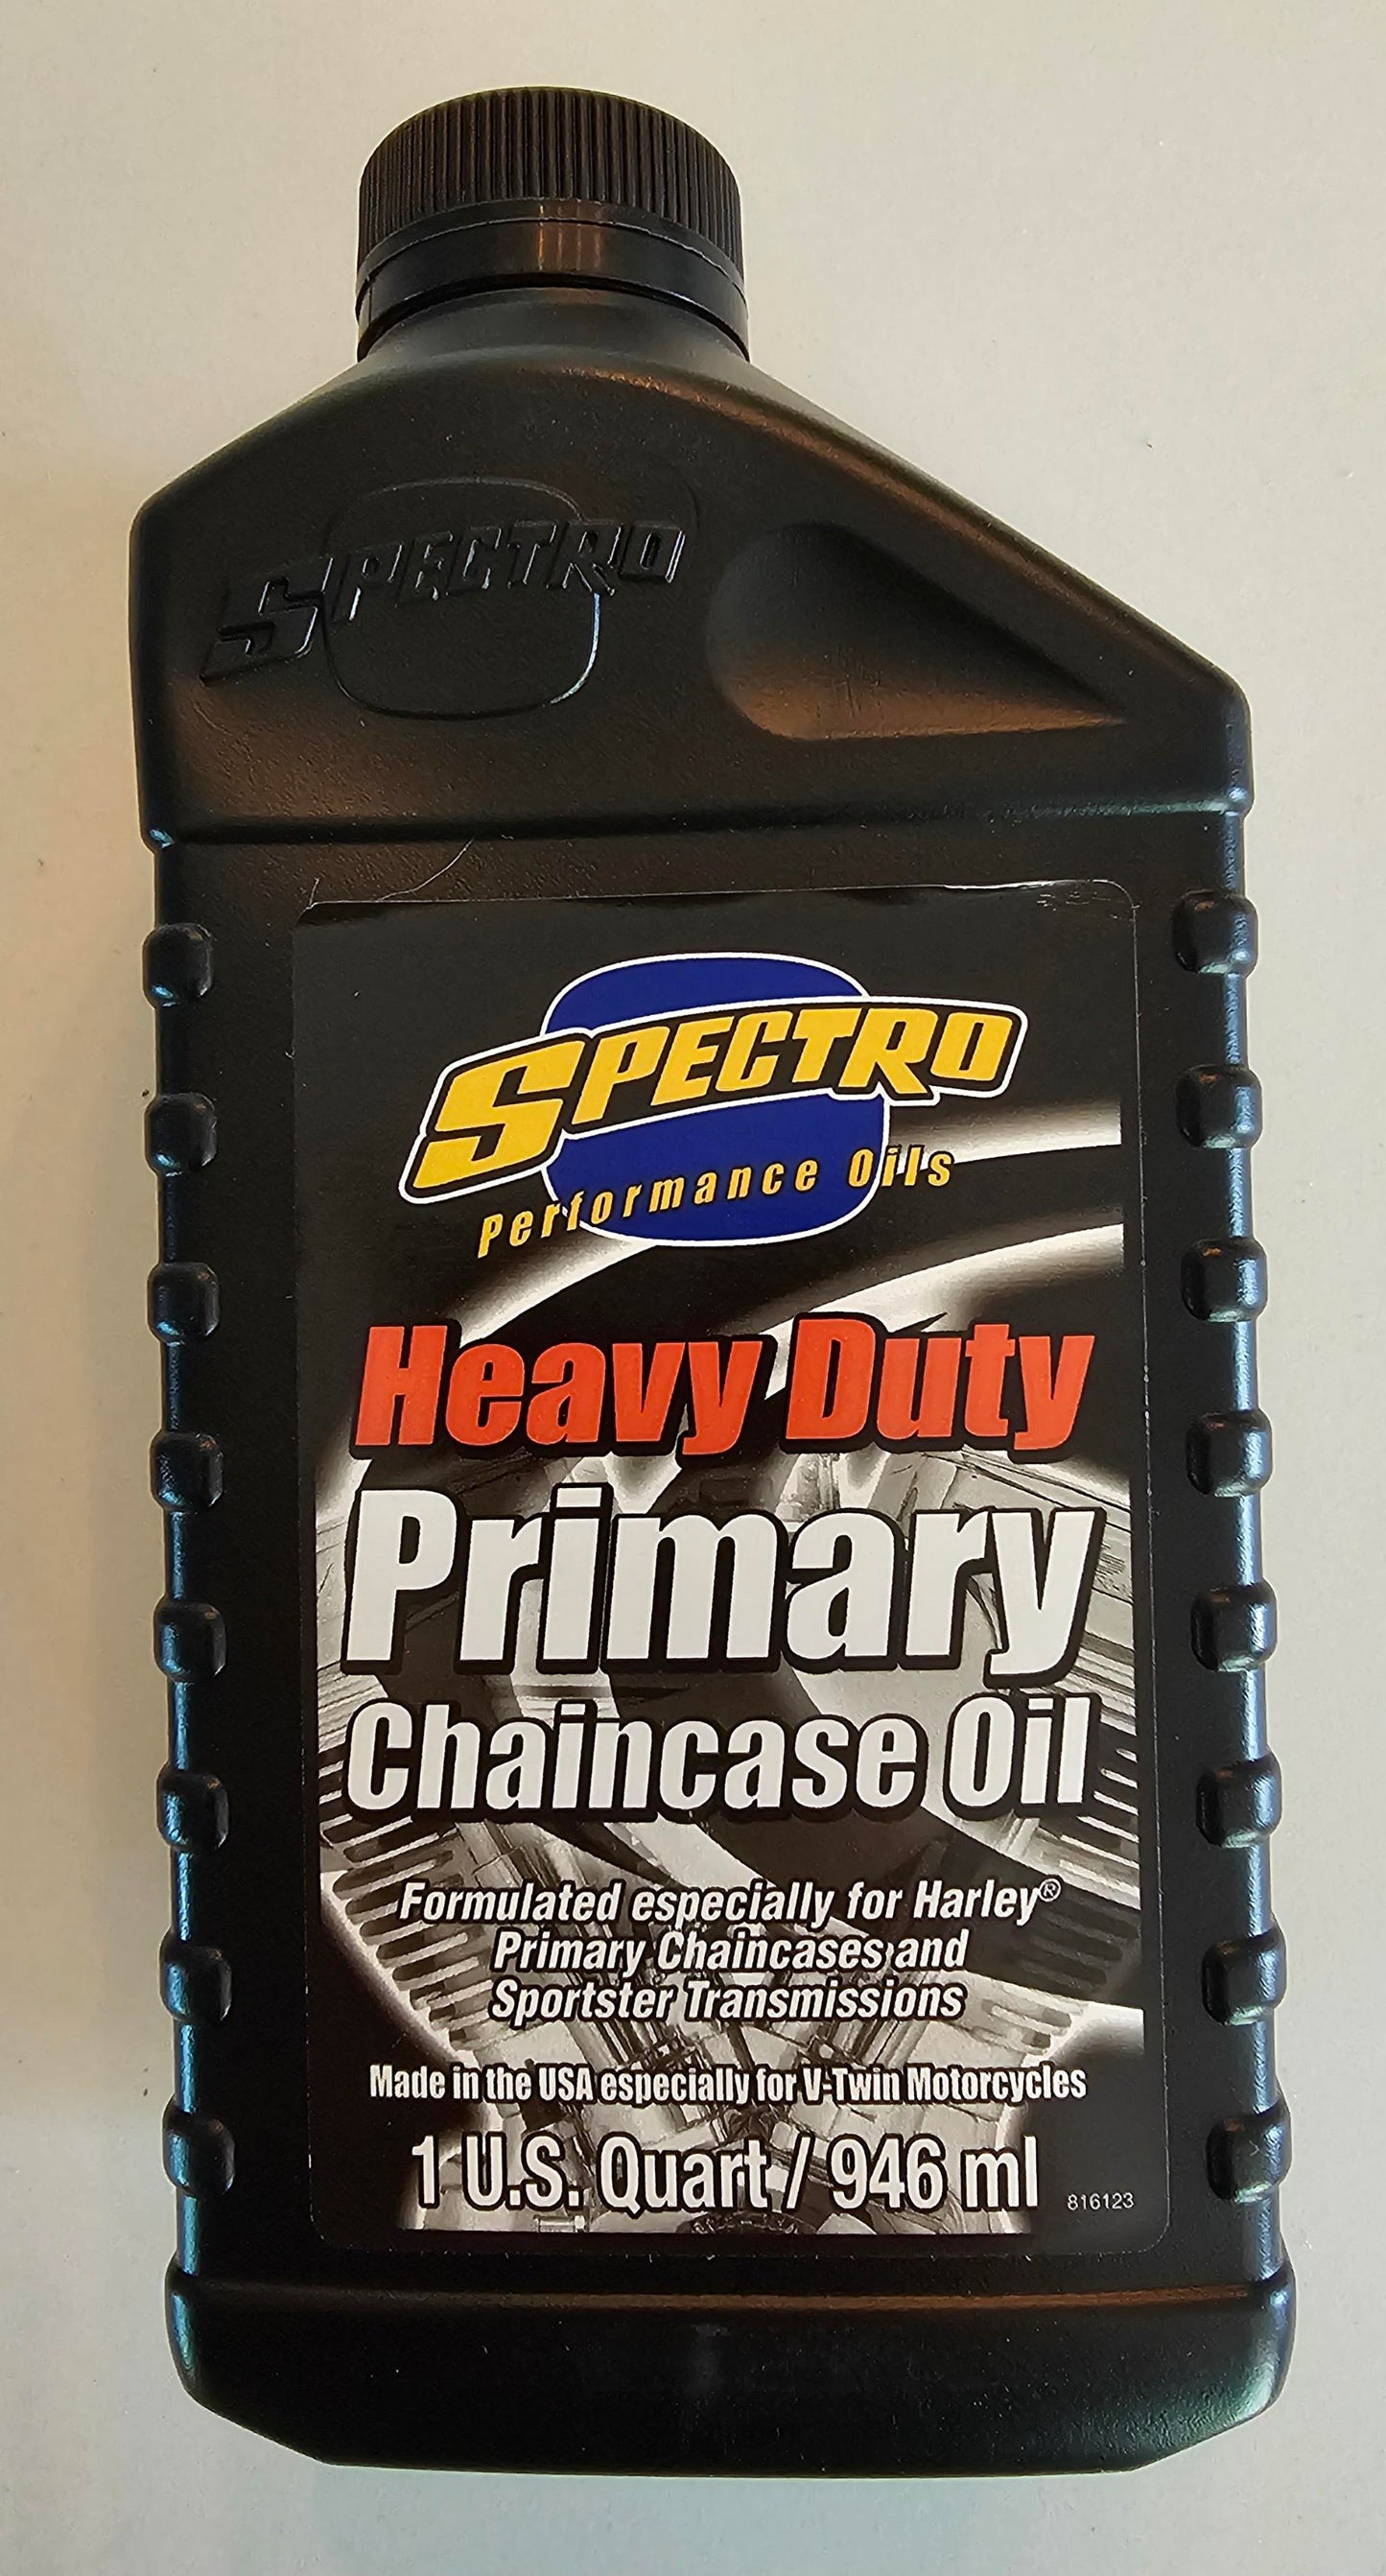 SPECTRO
SPECTRO
Performance Oils
Heavy Duty
Primary
Chaincase Oil
Formulated especially for Harley®
Primary Chaincases and
Sportster Transmissions
Made in the USA especially for V-Twin Motorcycles
1 U.S. Quart / 946 ml
816123